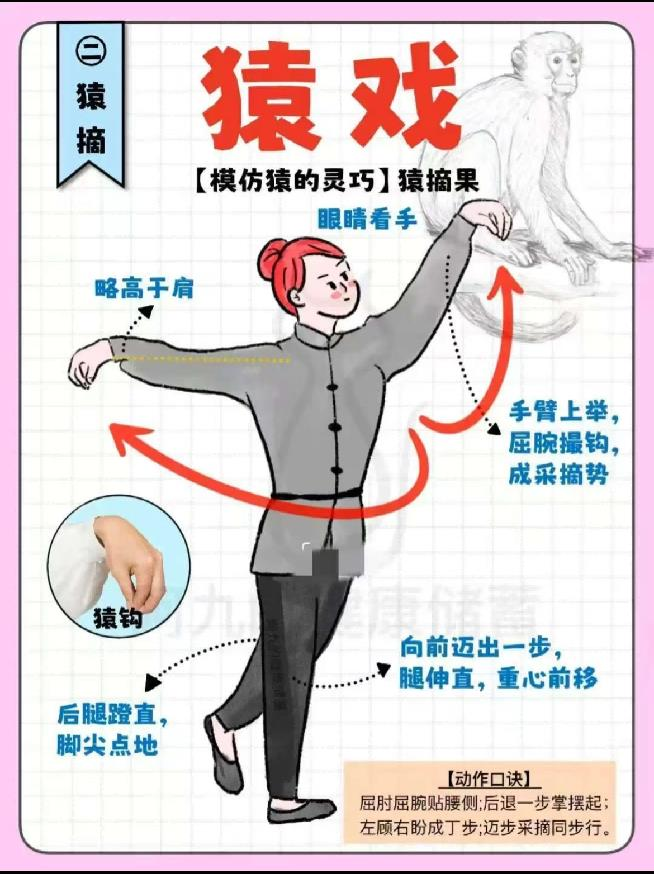 ㊁
猿
摘
猿戏
【模仿猿的灵巧】猿摘果
眼睛看手
略高于肩
手臂上举，
屈腕撮钩，
成采摘势
猿钩
健康储蓄
向前迈出一步，
腿伸直，重心前移
后腿蹬直，
脚尖点地
【动作口诀】
屈肘屈腕贴腰侧;后退一步掌摆起;
左顾右盼成丁步;迈步采摘同步行。